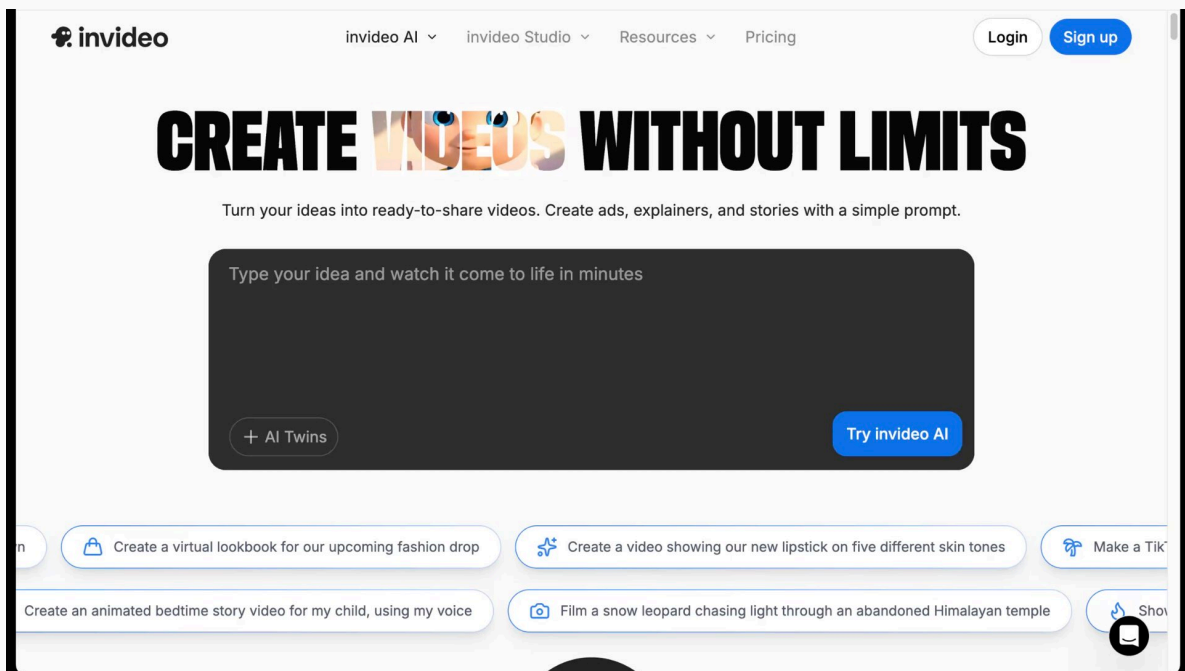 invideo
invideo AI
invideo Studio
Resources
Pricing
Login
Sign up
CREATE VIDEOS WITHOUT LIMITS
Turn your ideas into ready-to-share videos. Create ads, explainers, and stories with a simple prompt.
Type your idea and watch it come to life in minutes
+ AI Twins
Try invideo AI
Create a virtual lookbook for our upcoming fashion drop
Create a video showing our new lipstick on five different skin tones
Make a
Create an animated bedtime story video for my child, using my voice
Film a snow leopard chasing light through an abandoned Himalayan temple